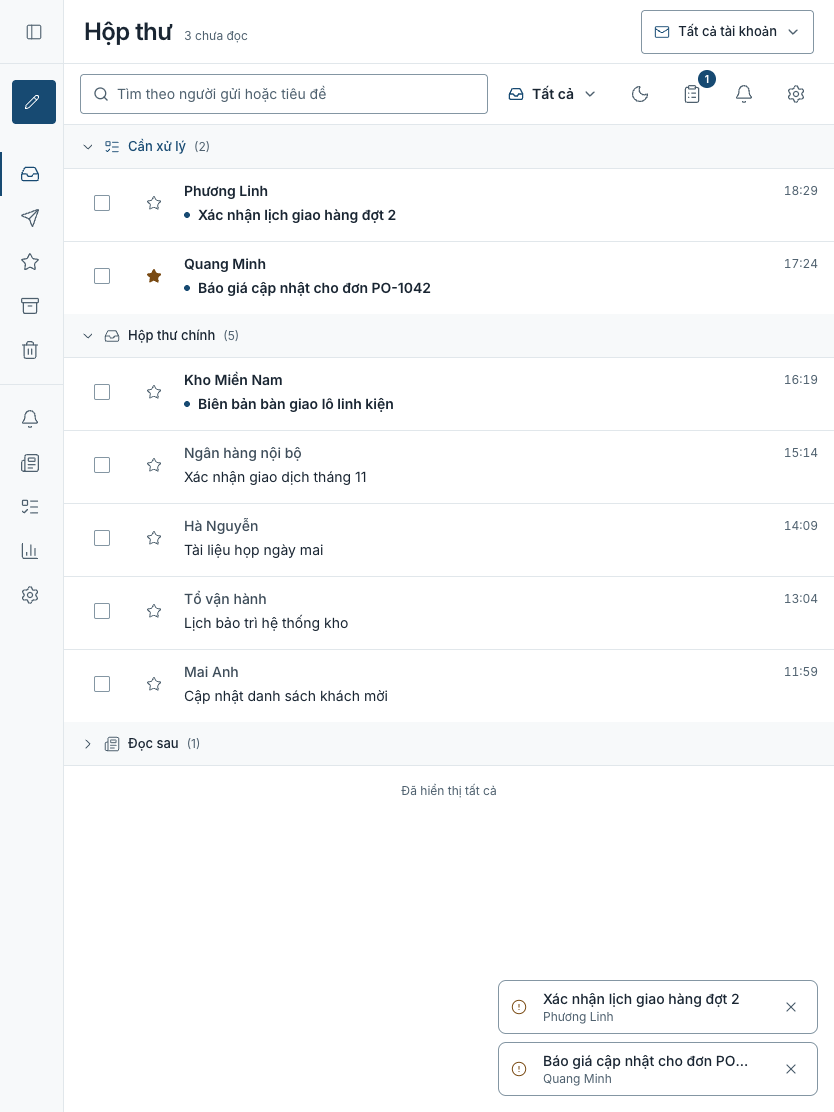 Hộp thư 3 chưa đọc
Tất cả tài khoản
Tìm theo người gửi hoặc tiêu đề
Tất cả
1
Cần xử lý (2)
Phương Linh 18:29
Xác nhận lịch giao hàng đợt 2
Quang Minh 17:24
Báo giá cập nhật cho đơn PO-1042
Hộp thư chính (5)
Kho Miền Nam 16:19
Biên bản bàn giao lô linh kiện
Ngân hàng nội bộ 15:14
Xác nhận giao dịch tháng 11
Hà Nguyễn 14:09
Tài liệu họp ngày mai
Tổ vận hành 13:04
Lịch bảo trì hệ thống kho
Mai Anh 11:59
Cập nhật danh sách khách mời
Đọc sau (1)
Đã hiển thị tất cả
Xác nhận lịch giao hàng đợt 2
Phương Linh
Báo giá cập nhật cho đơn PO...
Quang Minh